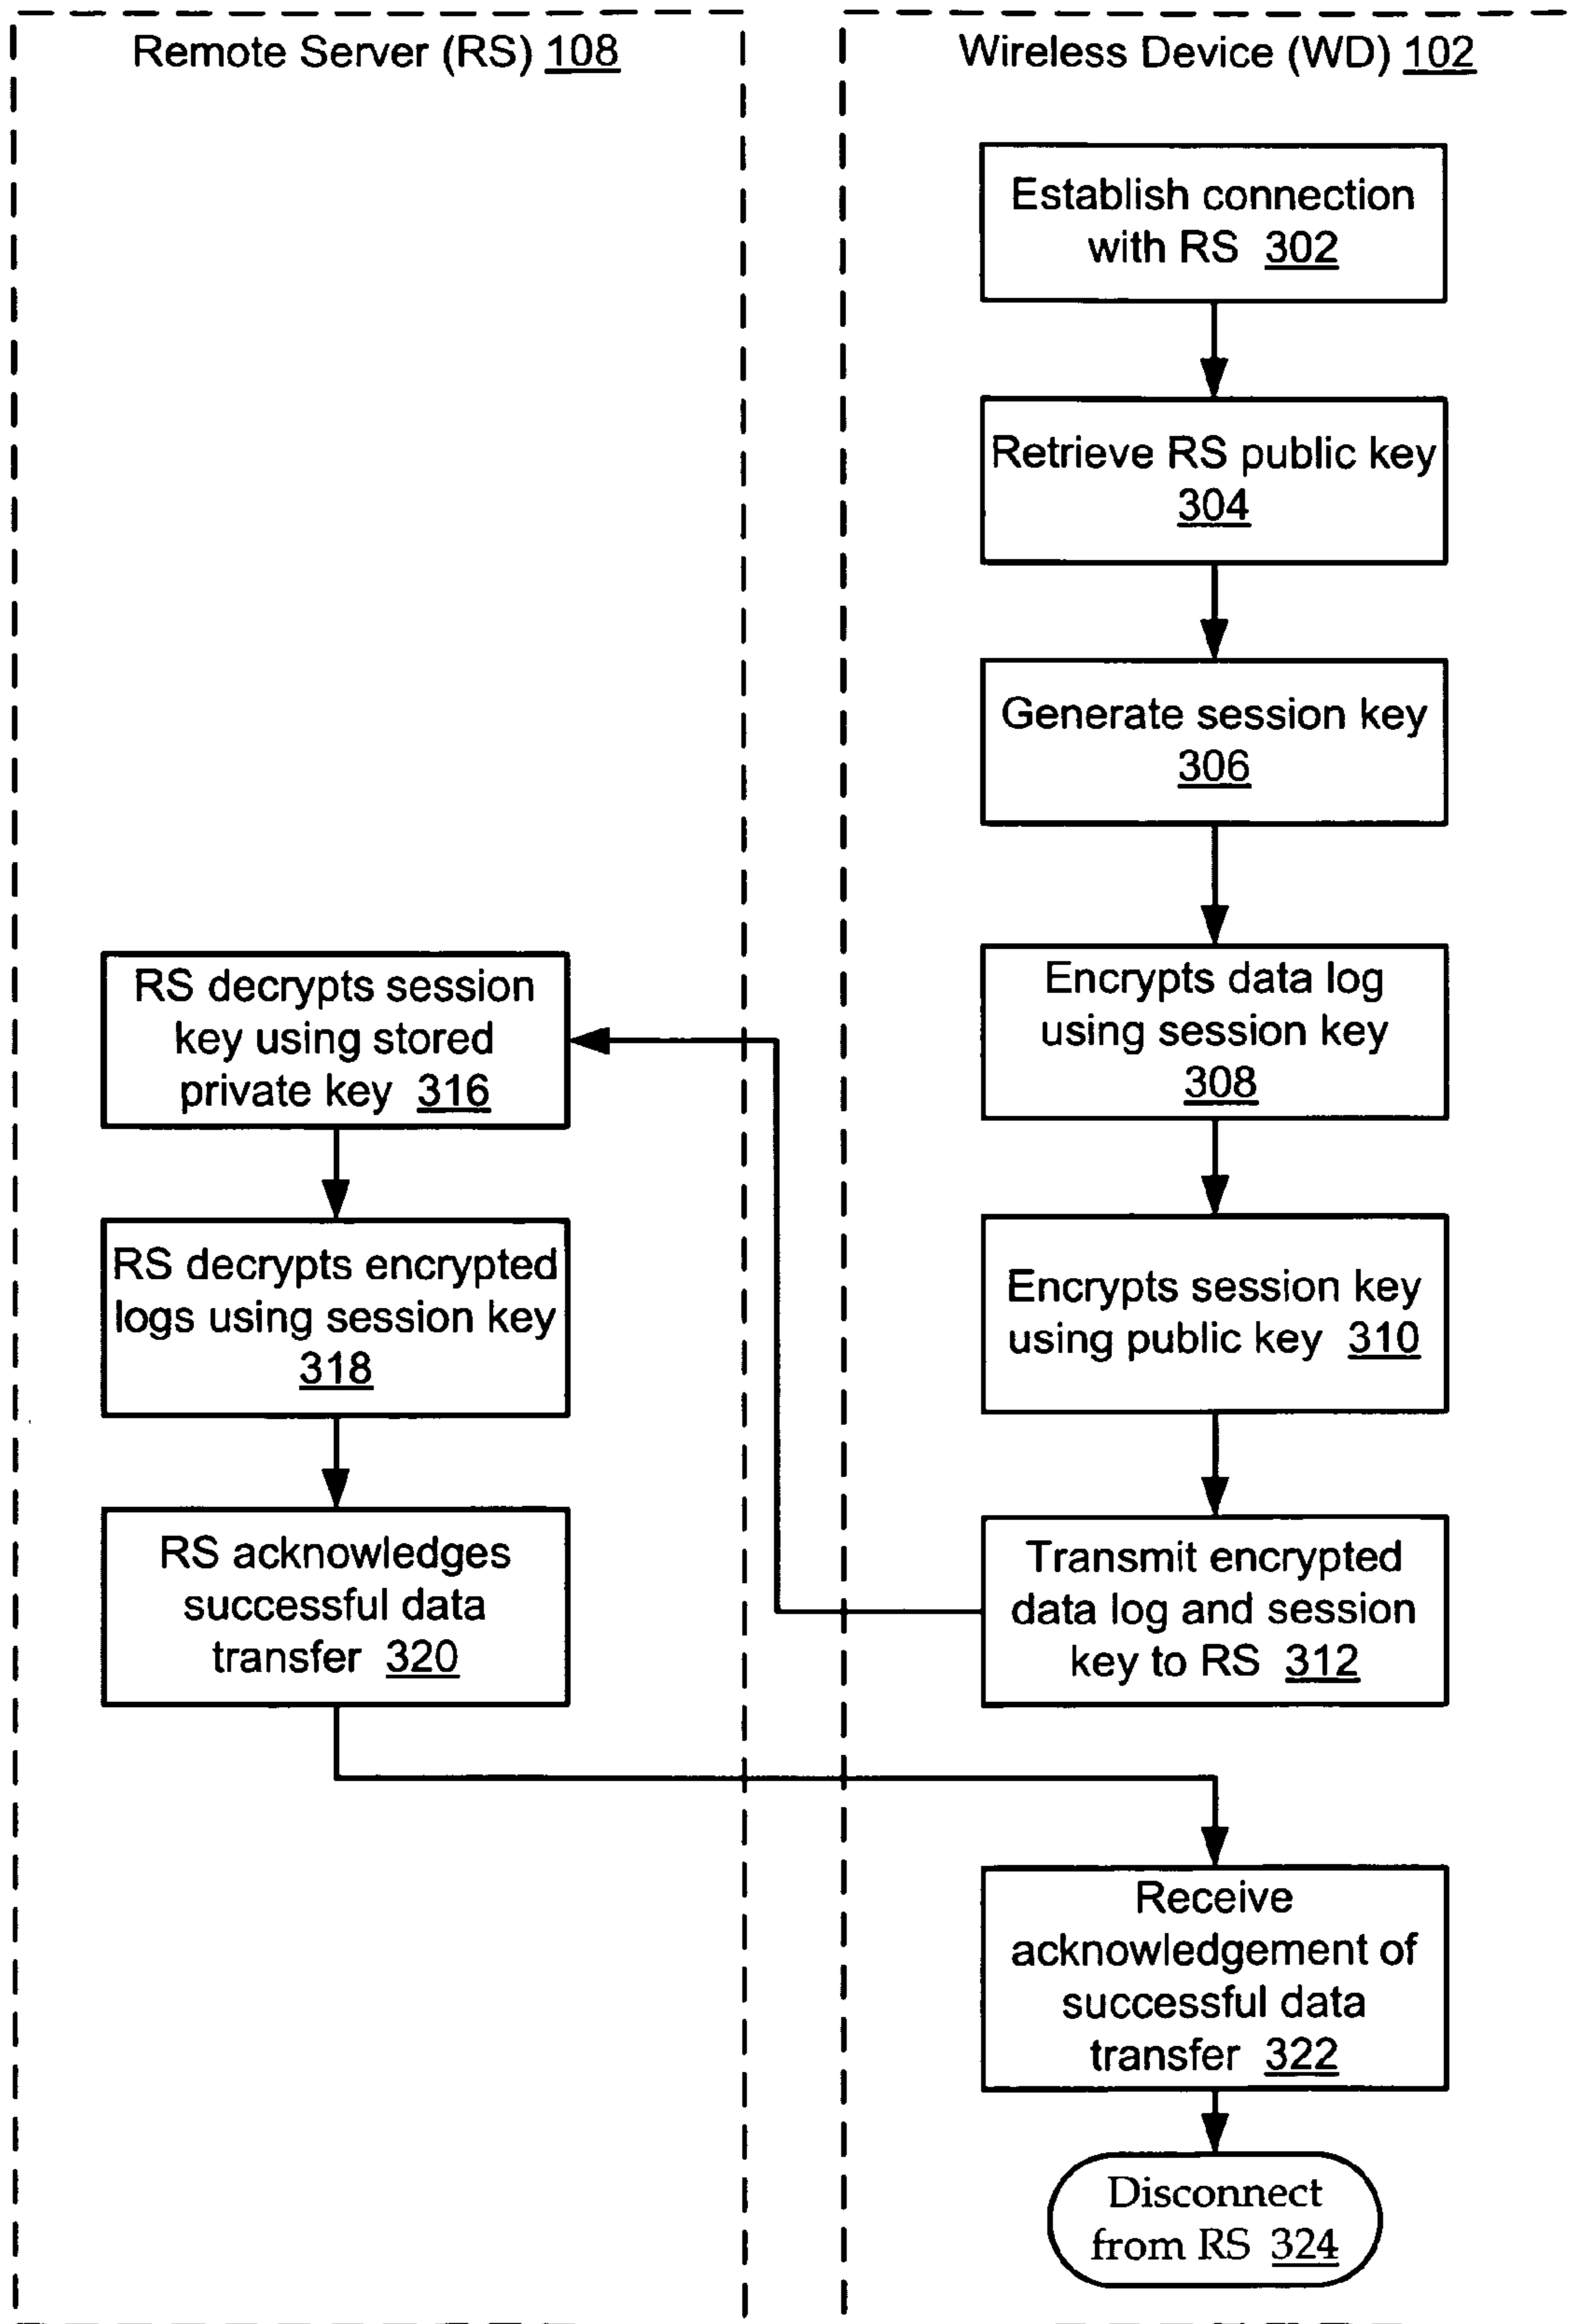 Remote Server (RS) 108
Wireless Device (WD) 102
Establish connection
with RS 302
Retrieve RS public key
304
Generate session key
306
Encrypts data log
using session key
308
Encrypts session key
using public key 310
Transmit encrypted
data log and session
key to RS 312
RS decrypts session
key using stored
private key 316
RS decrypts encrypted
logs using session key
318
RS acknowledges
successful data
transfer 320
Receive
acknowledgement of
successful data
transfer 322
Disconnect
from RS 324